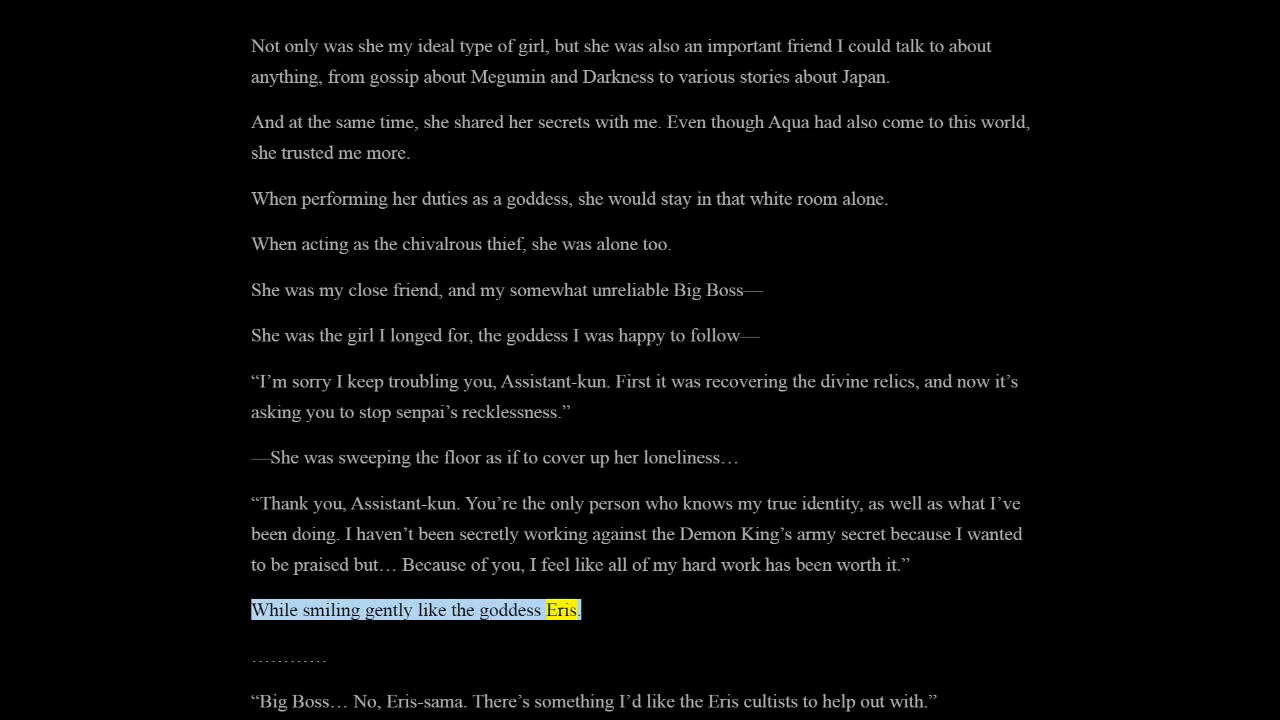 Not only was she my ideal type of girl, but she was also an important friend I could talk to about
anything, from gossip about Megumin and Darkness to various stories about Japan.
And at the same time, she shared her secrets with me. Even though Aqua had also come to this world,
she trusted me more.
When performing her duties as a goddess, she would stay in that white room alone.
When acting as the chivalrous thief, she was alone too.
She was my close friend, and my somewhat unreliable Big Boss—
She was the girl I longed for, the goddess I was happy to follow—
“I’m sorry I keep troubling you, Assistant-kun. First it was recovering the divine relics, and now it’s
asking you to stop senpai’s recklessness.”
—She was sweeping the floor as if to cover up her loneliness…
“Thank you, Assistant-kun. You’re the only person who knows my true identity, as well as what I’ve
been doing. I haven’t been secretly working against the Demon King’s army secret because I wanted
to be praised but… Because of you, I feel like all of my hard work has been worth it.”
While smiling gently like the goddess Eris.
…………
“Big Boss… No, Eris-sama. There’s something I’d like the Eris cultists to help out with.”